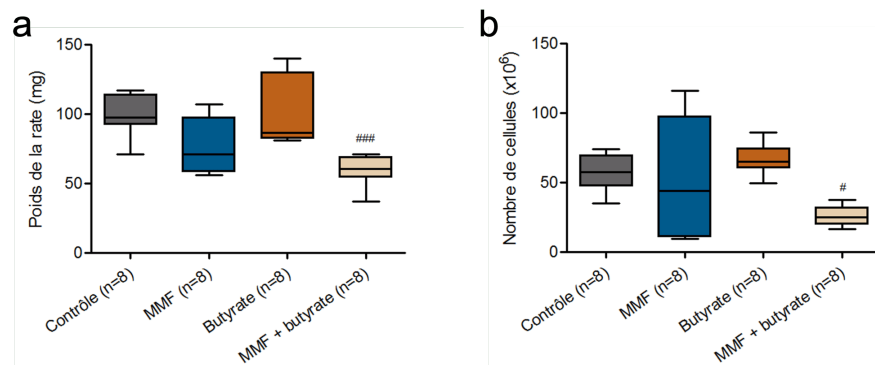 a
Poids de la rate (mg)
150
100
50
0
###
Contrôle (n=8)
MMF (n=8)
Butyrate (n=8)
MMF + butyrate (n=8)
b
Nombre de cellules (x10⁶)
150
100
50
0
#
Contrôle (n=8)
MMF (n=8)
Butyrate (n=8)
MMF + butyrate (n=8)